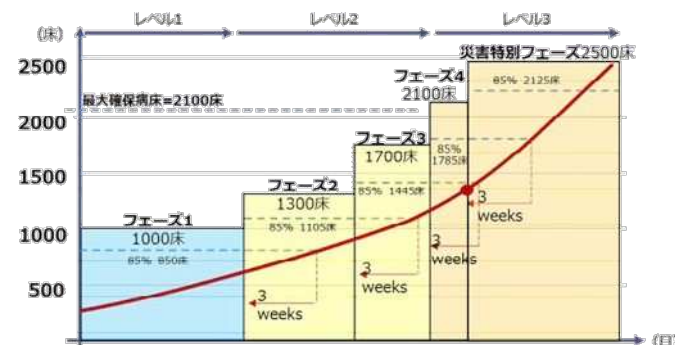 レベル1
レベル2
レベル3
(床)
災害特別フェーズ2500床
2500
フェーズ4
2100床
85% 2125床
最大確保病床=2100床
2000
フェーズ3
1700床
85%
1785床
1500
フェーズ2
1300床
85% 1445床
3
weeks
フェーズ1
1000床
85% 1105床
1000
85% 850床
3
weeks
3
weeks
3
weeks
500
(日)